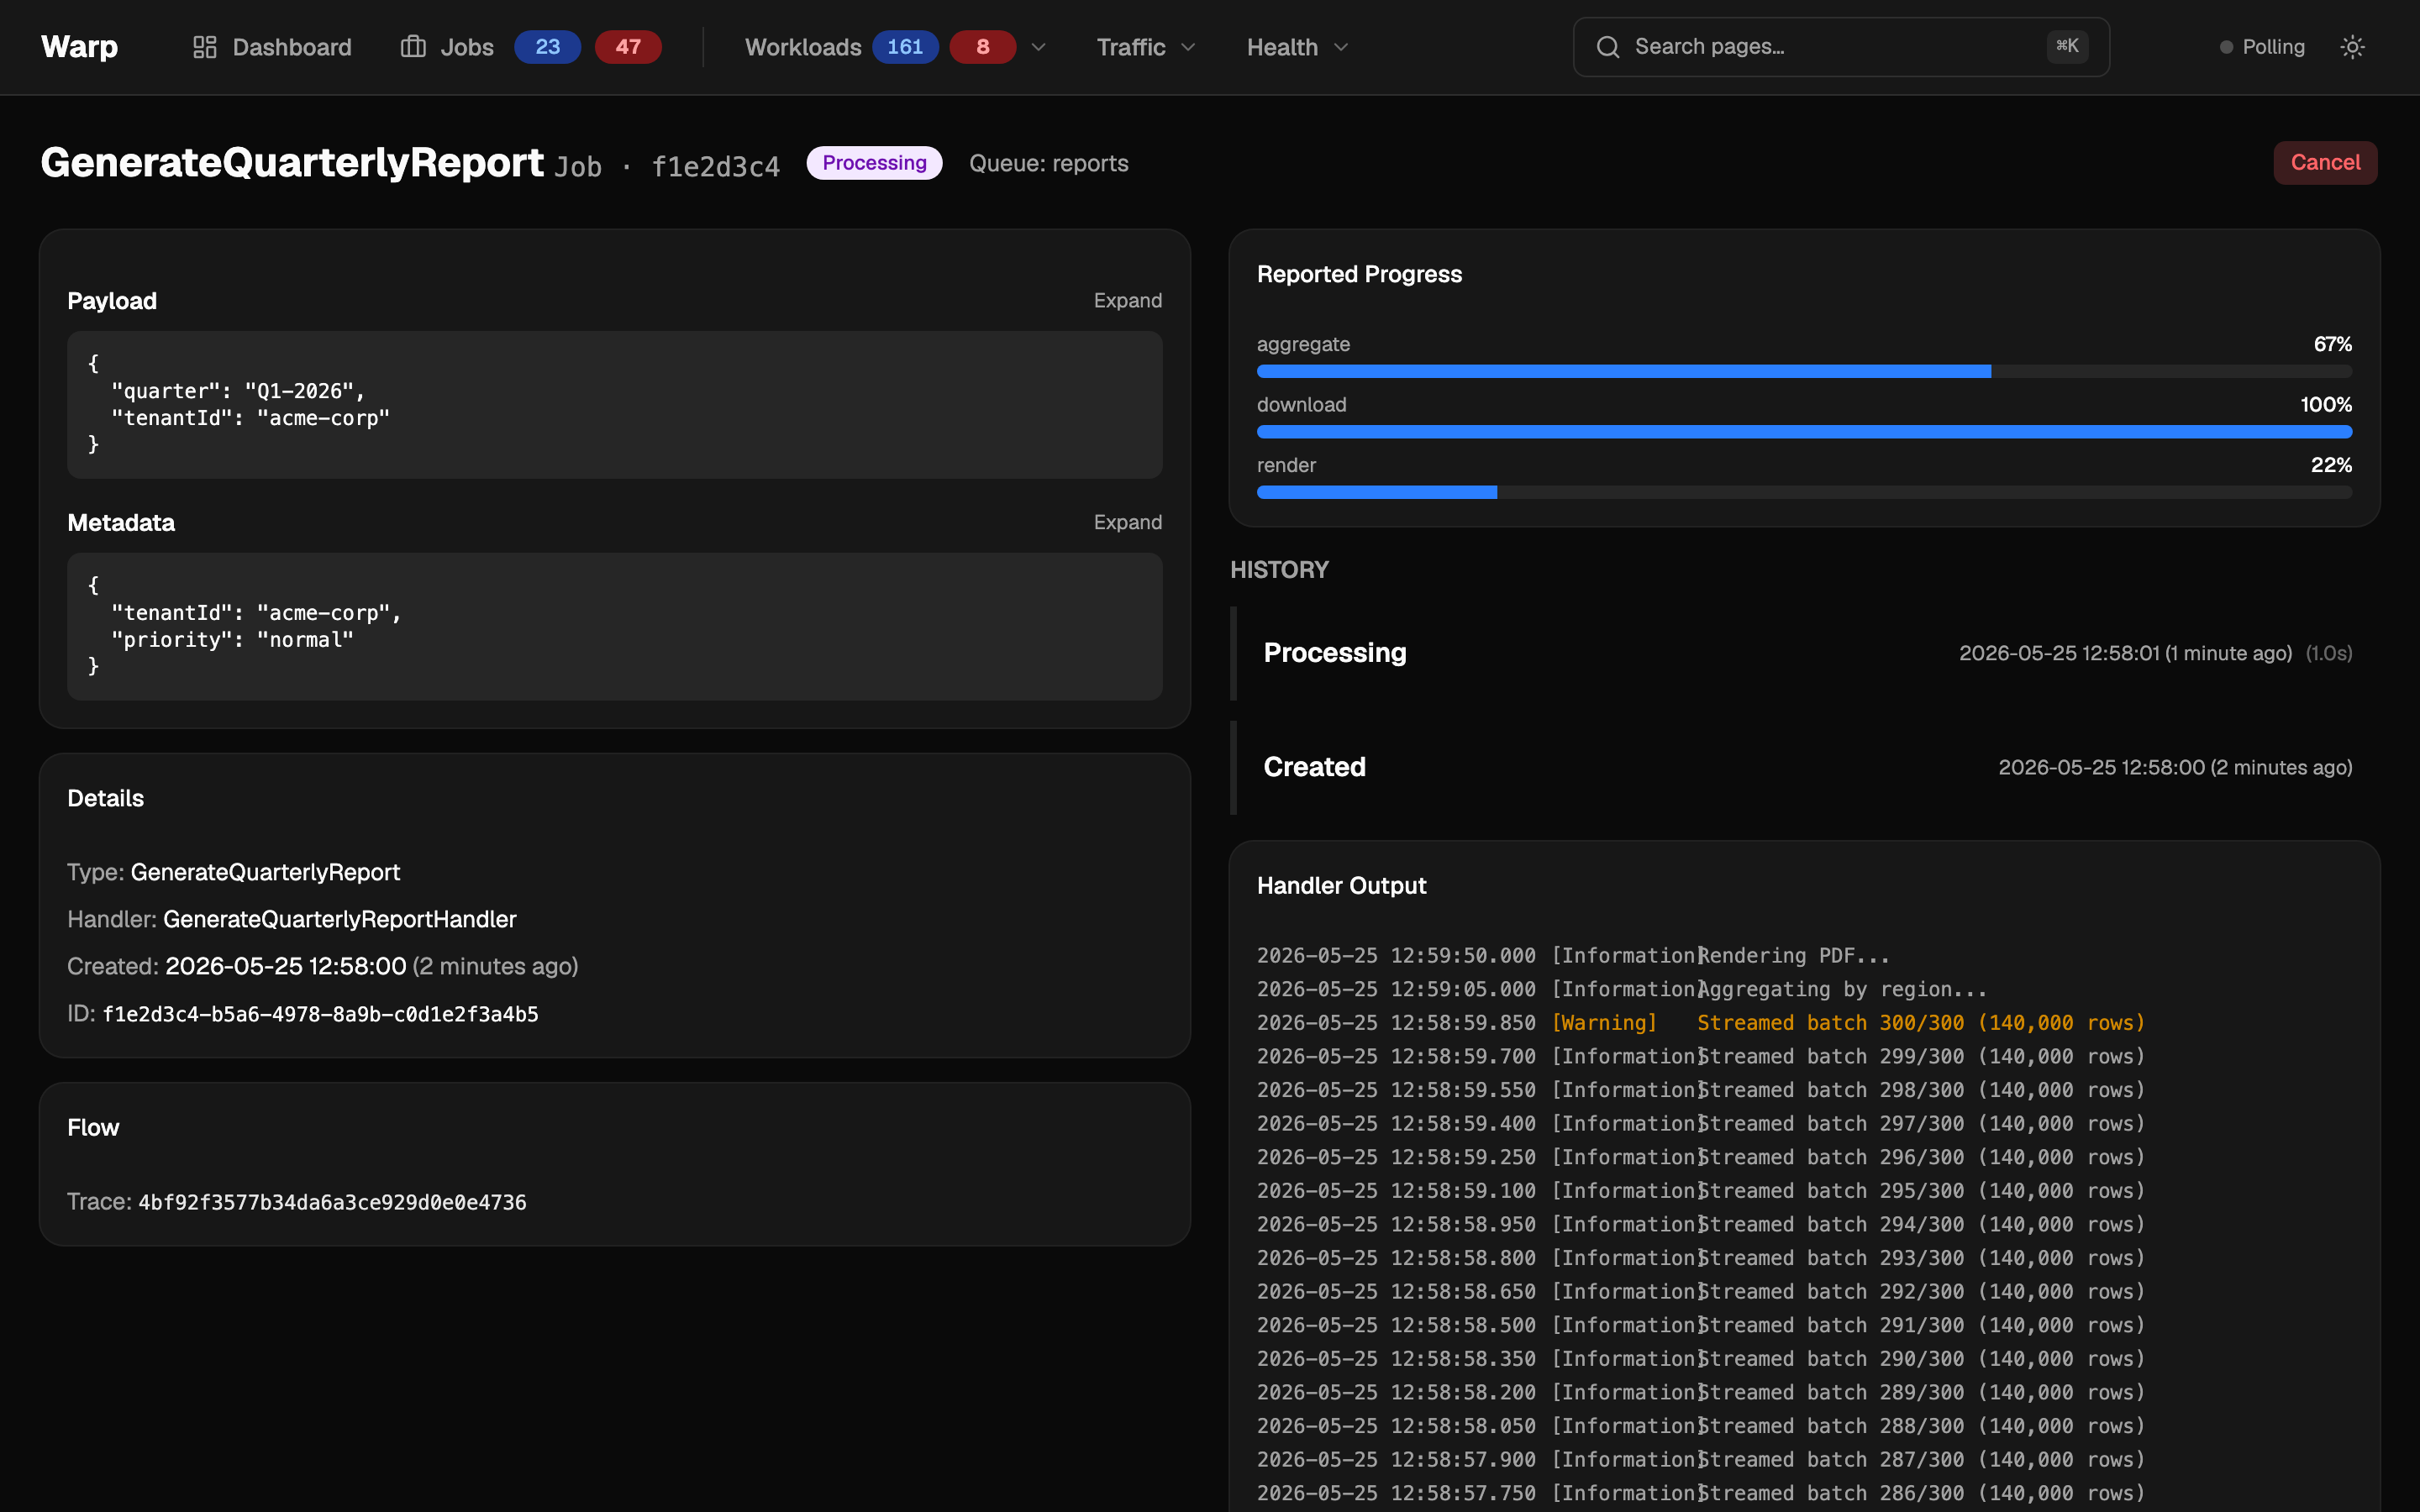 Warp
Dashboard
Jobs 23 47
Workloads 161 8
Traffic
Health
Search pages... ⌘K
Polling
GenerateQuarterlyReport Job · f1e2d3c4 Processing Queue: reports
Cancel
Payload Expand
{
  "quarter": "Q1-2026",
  "tenantId": "acme-corp"
}
Metadata Expand
{
  "tenantId": "acme-corp",
  "priority": "normal"
}
Details
Type: GenerateQuarterlyReport
Handler: GenerateQuarterlyReportHandler
Created: 2026-05-25 12:58:00 (2 minutes ago)
ID: f1e2d3c4-b5a6-4978-8a9b-c0d1e2f3a4b5
Flow
Trace: 4bf92f3577b34da6a3ce929d0e0e4736
Reported Progress
aggregate 67%
download 100%
render 22%
HISTORY
Processing 2026-05-25 12:58:01 (1 minute ago) (1.0s)
Created 2026-05-25 12:58:00 (2 minutes ago)
Handler Output
2026-05-25 12:59:50.000 [Information] Rendering PDF...
2026-05-25 12:59:05.000 [Information] Aggregating by region...
2026-05-25 12:58:59.850 [Warning] Streamed batch 300/300 (140,000 rows)
2026-05-25 12:58:59.700 [Information] Streamed batch 299/300 (140,000 rows)
2026-05-25 12:58:59.550 [Information] Streamed batch 298/300 (140,000 rows)
2026-05-25 12:58:59.400 [Information] Streamed batch 297/300 (140,000 rows)
2026-05-25 12:58:59.250 [Information] Streamed batch 296/300 (140,000 rows)
2026-05-25 12:58:59.100 [Information] Streamed batch 295/300 (140,000 rows)
2026-05-25 12:58:58.950 [Information] Streamed batch 294/300 (140,000 rows)
2026-05-25 12:58:58.800 [Information] Streamed batch 293/300 (140,000 rows)
2026-05-25 12:58:58.650 [Information] Streamed batch 292/300 (140,000 rows)
2026-05-25 12:58:58.500 [Information] Streamed batch 291/300 (140,000 rows)
2026-05-25 12:58:58.350 [Information] Streamed batch 290/300 (140,000 rows)
2026-05-25 12:58:58.200 [Information] Streamed batch 289/300 (140,000 rows)
2026-05-25 12:58:58.050 [Information] Streamed batch 288/300 (140,000 rows)
2026-05-25 12:58:57.900 [Information] Streamed batch 287/300 (140,000 rows)
2026-05-25 12:58:57.750 [Information] Streamed batch 286/300 (140,000 rows)